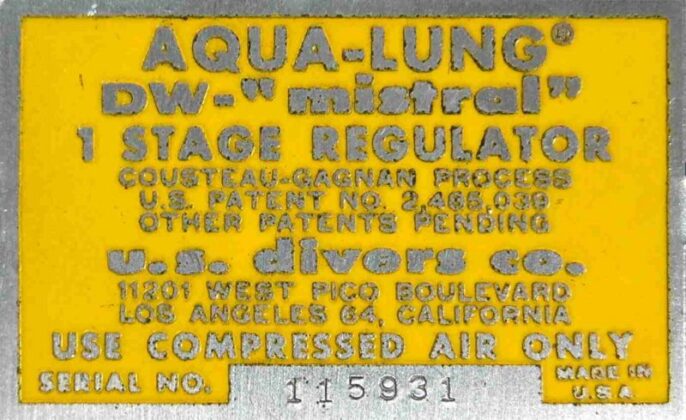 AQUA-LUNG®
DW-"mistral"
1 STAGE REGULATOR
COUSTEAU-GAGNAN PROCESS
U.S. PATENT NO. 2,485,039
OTHER PATENTS PENDING
u.s. divers co.
11201 WEST PICO BOULEVARD
LOS ANGELES 64, CALIFORNIA
USE COMPRESSED AIR ONLY
SERIAL NO. 115931 MADE IN
U.S.A